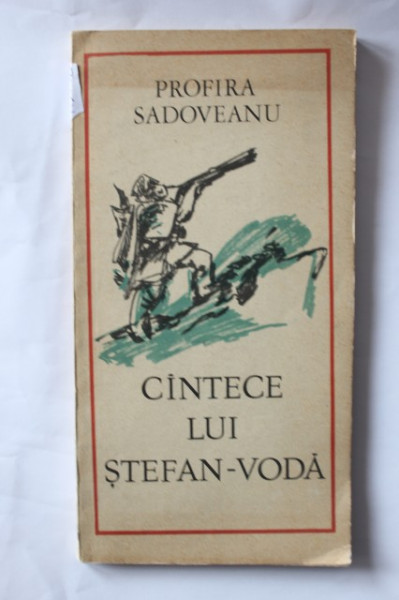 PROFIRA
SADOVEANU
CÎNTECE
LUI
ȘTEFAN-VODĂ